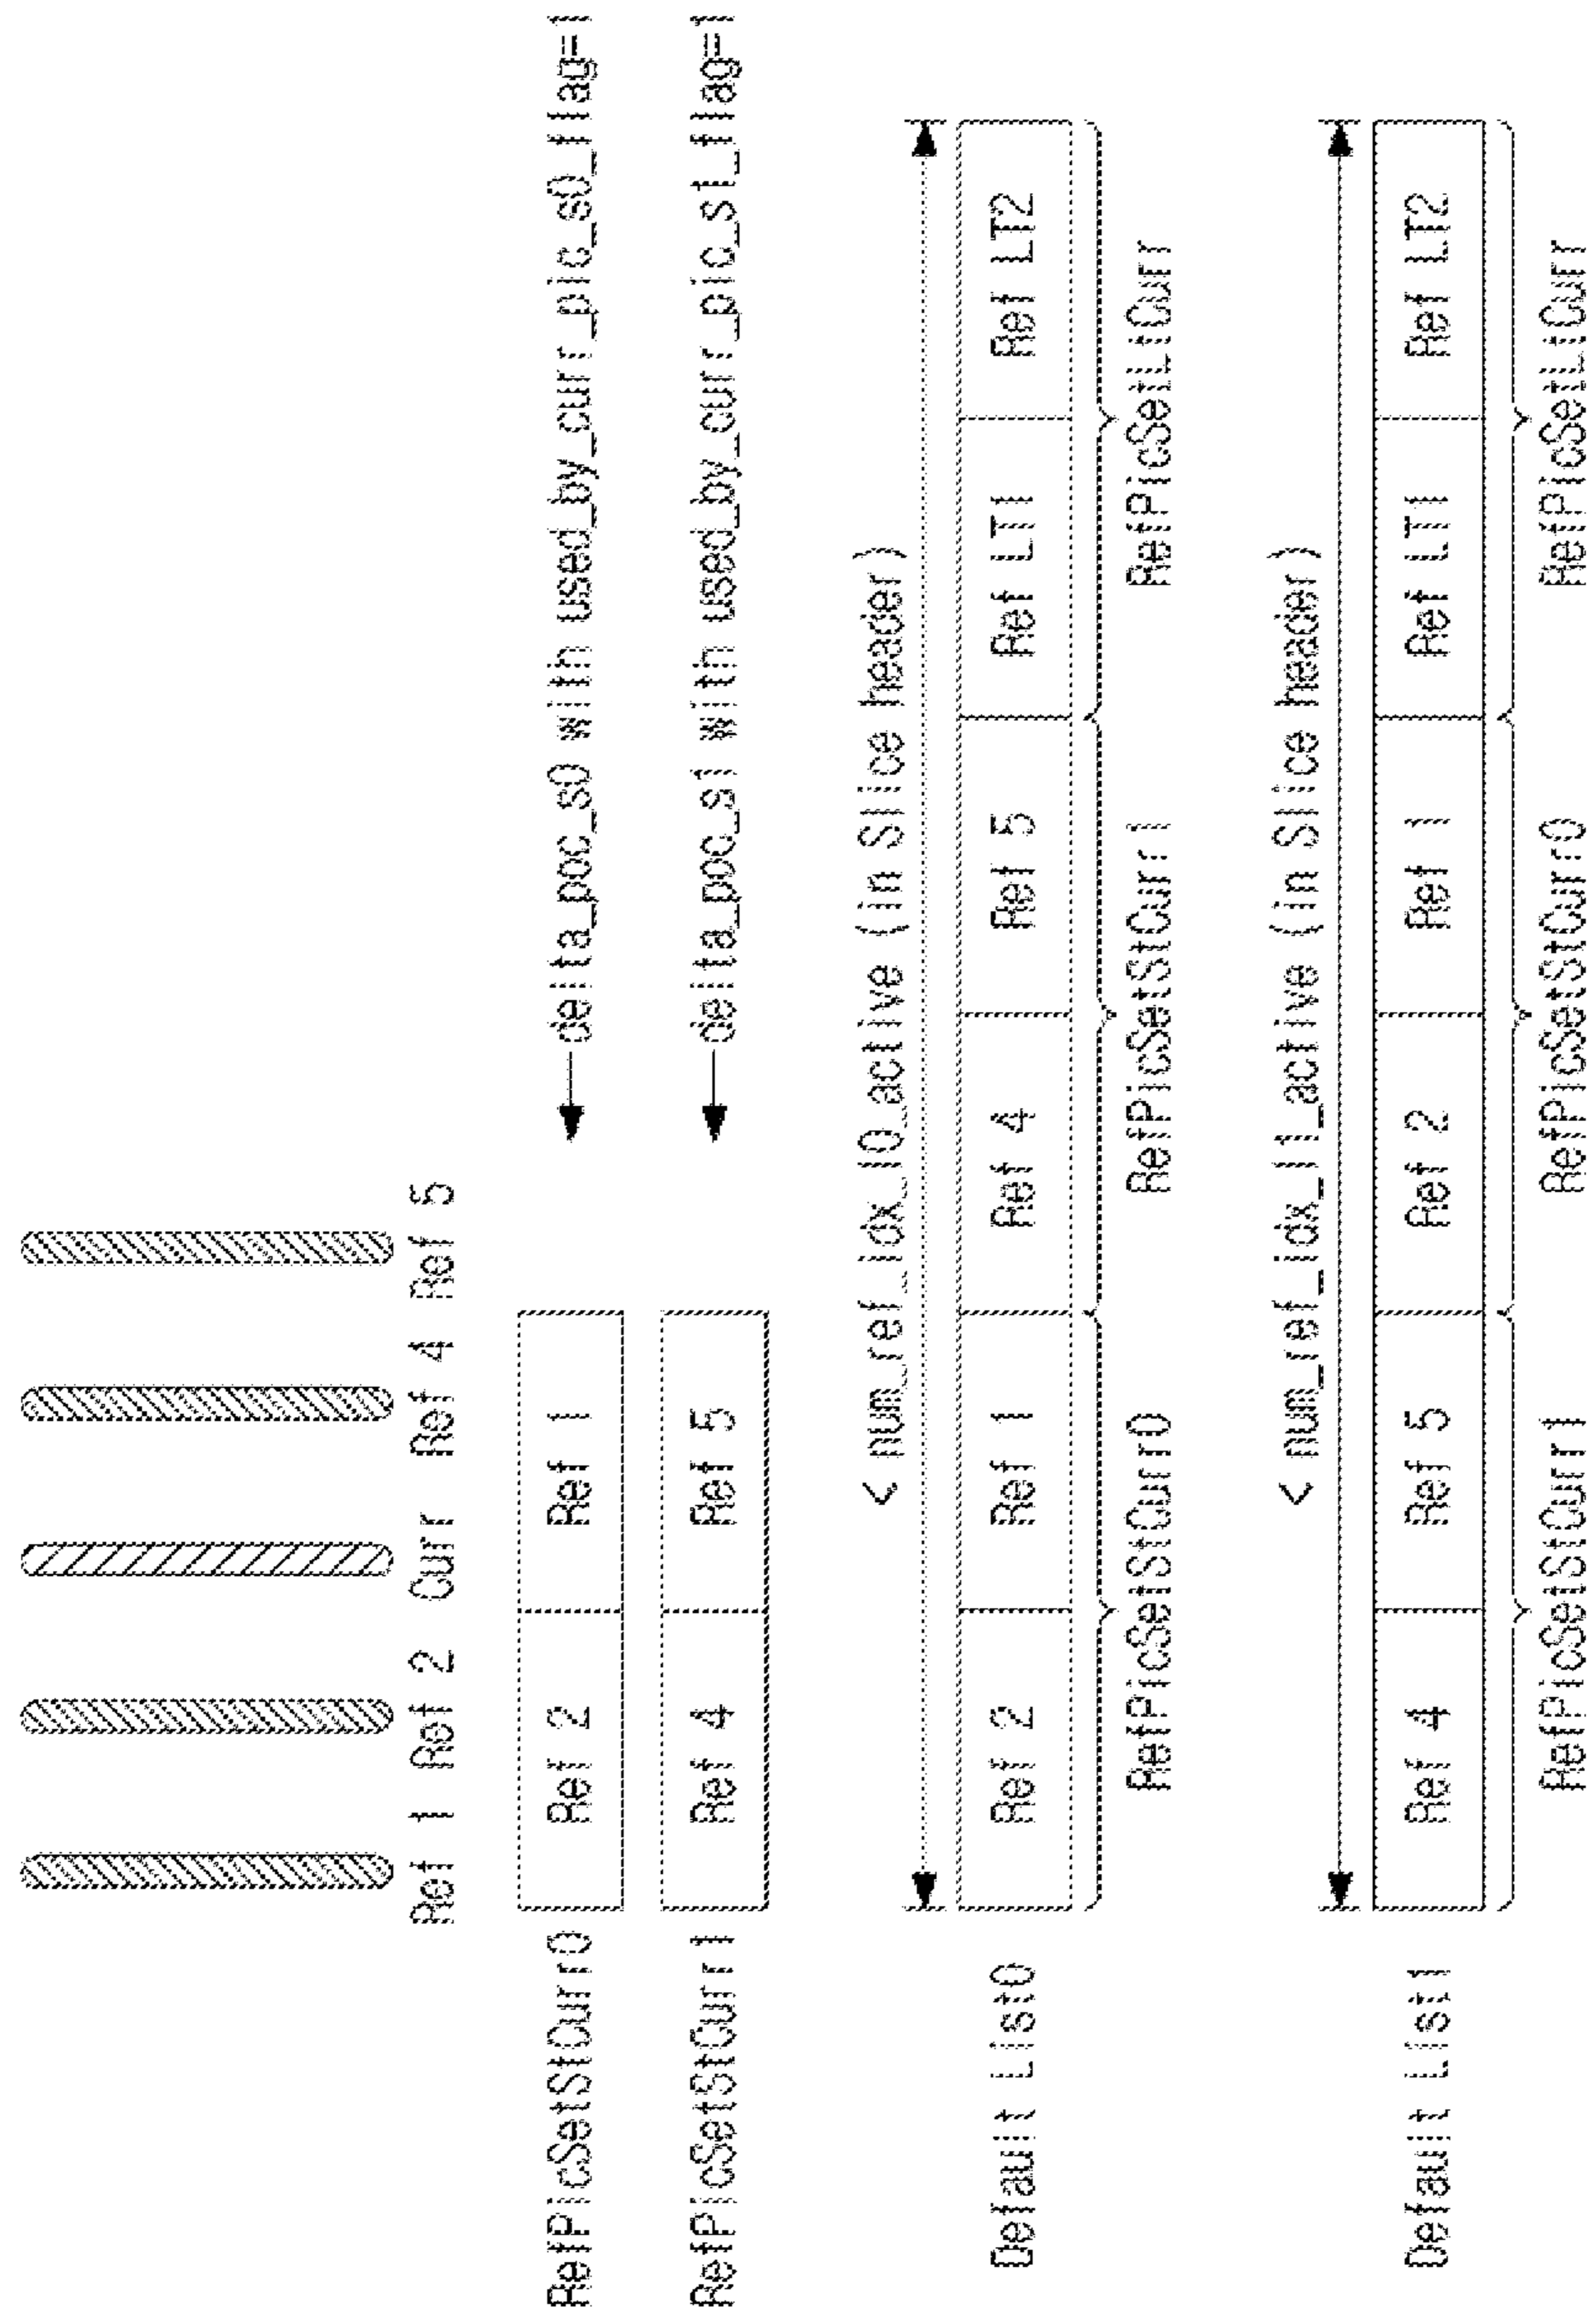 Ref 1 Ref 2 Curr Ref 4 Ref 5
RefPicSetStCurr0 Ref 2 Ref 1 delta_poc_s0 with used_by_curr_pic_s0_flag=1
RefPicSetStCurr1 Ref 4 Ref 5 delta_poc_s1 with used_by_curr_pic_s1_flag=1
< num_ref_idx_l0_active (in Slice header)
Default List0 Ref 2 Ref 1 Ref 4 Ref 5 Ref LT1 Ref LT2
RefPicSetStCurr0 RefPicSetStCurr1 RefPicSetLtCurr
< num_ref_idx_l1_active (in Slice header)
Default List1 Ref 4 Ref 5 Ref 2 Ref 1 Ref LT1 Ref LT2
RefPicSetStCurr1 RefPicSetStCurr0 RefPicSetLtCurr